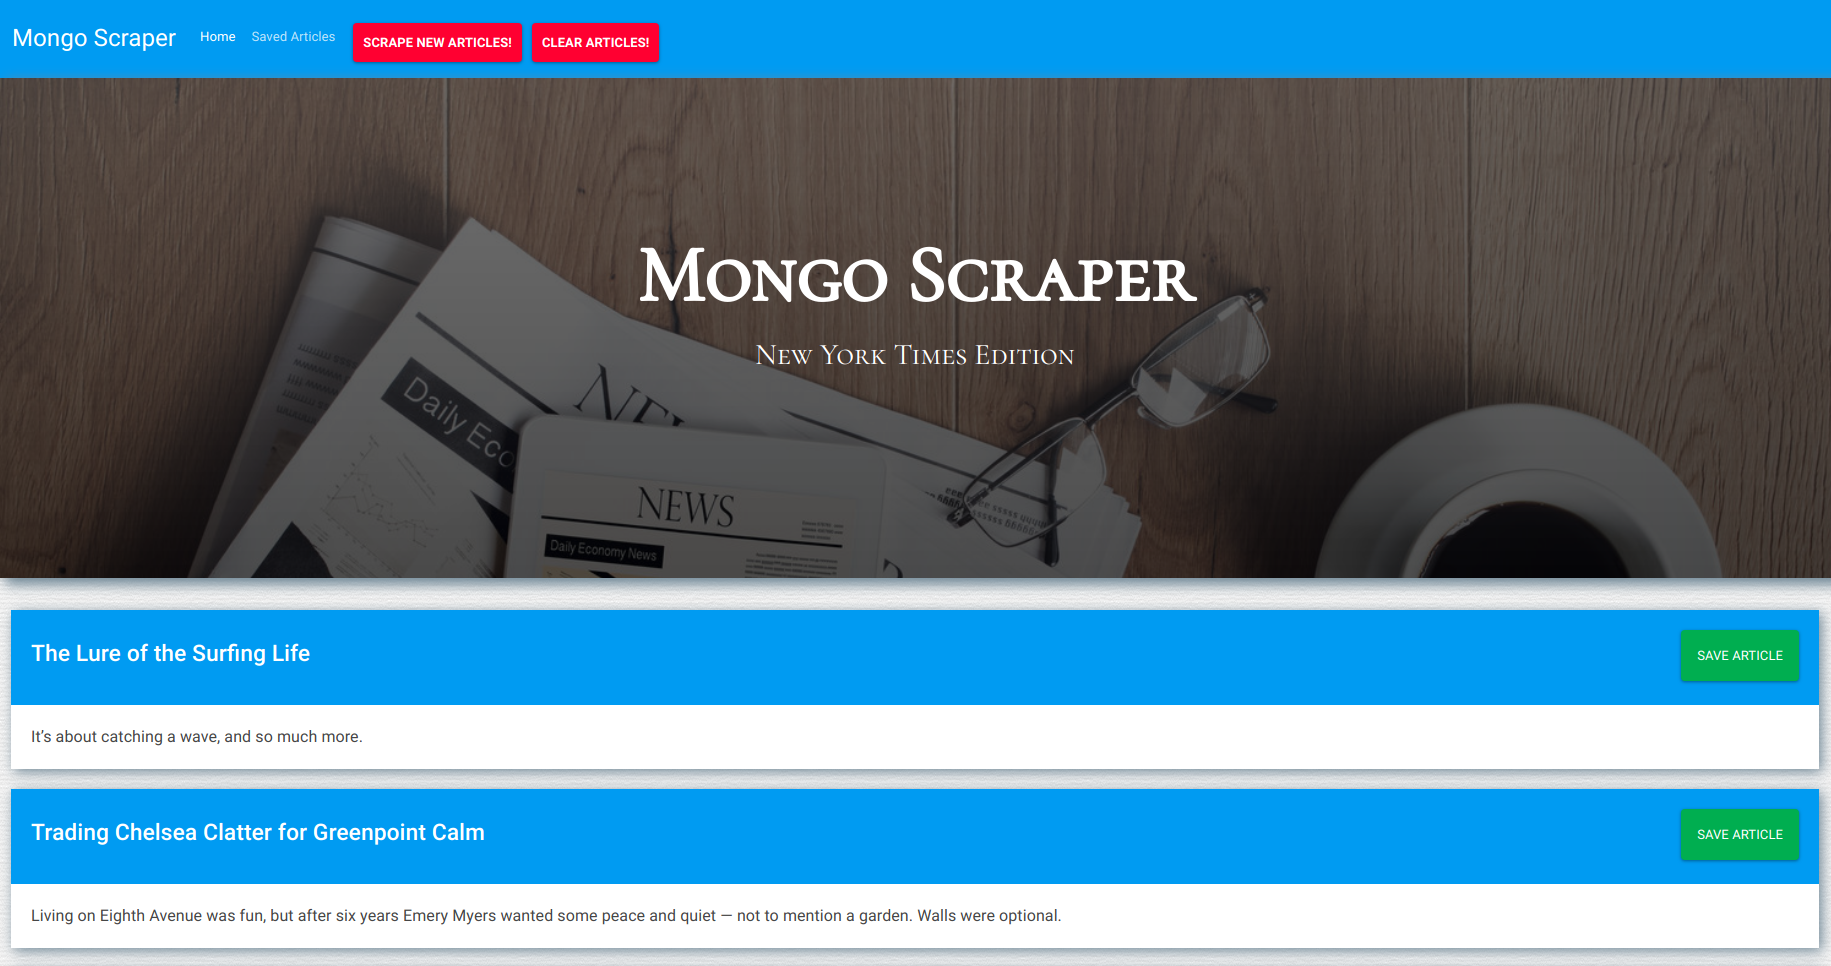 Mongo Scraper Home Saved Articles SCRAPE NEW ARTICLES! CLEAR ARTICLES!
Mongo Scraper
New York Times Edition
Daily Eco
NEWS
Daily Economy News
The Lure of the Surfing Life
SAVE ARTICLE
It's about catching a wave, and so much more.
Trading Chelsea Clatter for Greenpoint Calm
SAVE ARTICLE
Living on Eighth Avenue was fun, but after six years Emery Myers wanted some peace and quiet — not to mention a garden. Walls were optional.